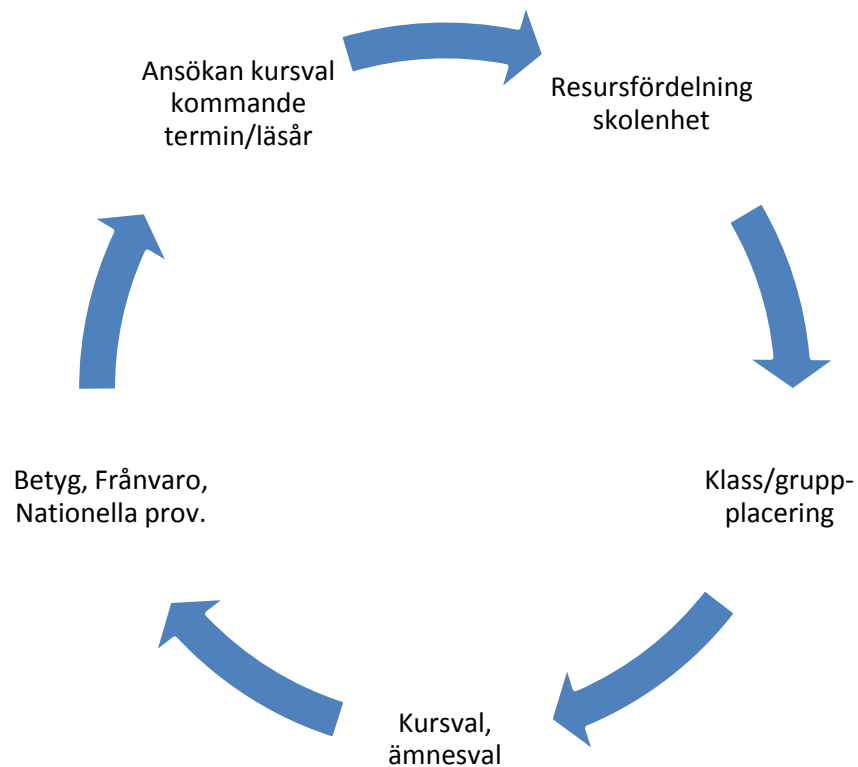 Ansökan kursval
kommande
termin/läsår
Resursfördelning
skolenhet
Klass/grupp-
placering
Kursval,
ämnesval
Betyg, Frånvaro,
Nationella prov.